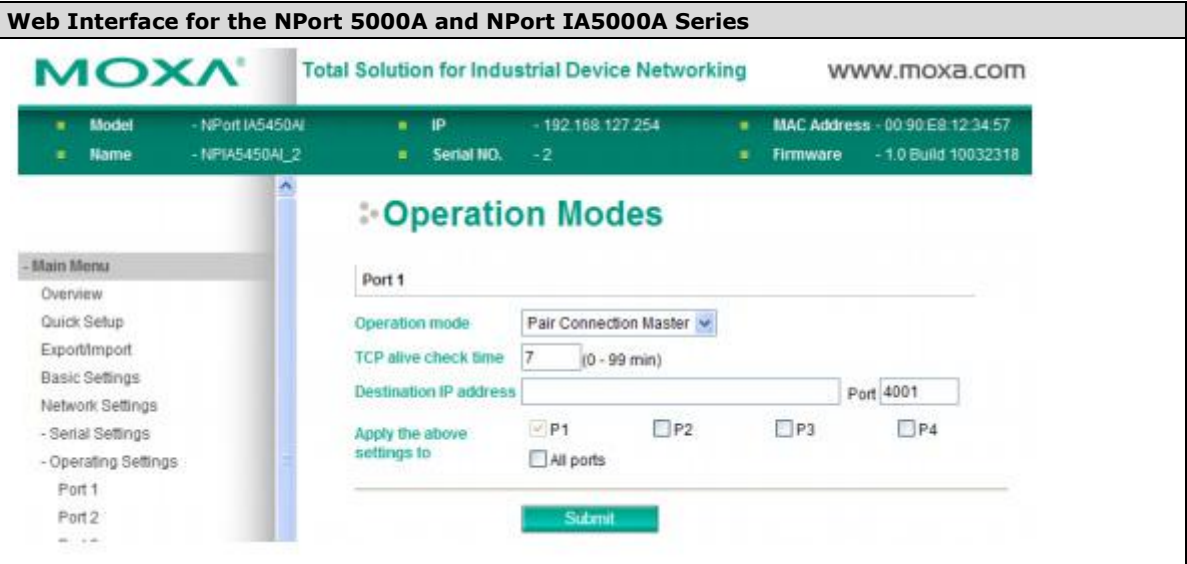 Web Interface for the NPort 5000A and NPort IA5000A Series
MOXA® Total Solution for Industrial Device Networking www.moxa.com
Model - NPort IA5450AI IP - 192.168.127.254 MAC Address - 00:90:E8:12:34:57
Name - NPIA5450AI_2 Serial NO. - 2 Firmware - 1.0 Build 10032318
Operation Modes
- Main Menu
Overview
Quick Setup
Export/Import
Basic Settings
Network Settings
- Serial Settings
- Operating Settings
Port 1
Port 2
Port 1
Operation mode Pair Connection Master
TCP alive check time 7 (0 - 99 min)
Destination IP address Port 4001
Apply the above settings to P1 P2 P3 P4
All ports
Submit